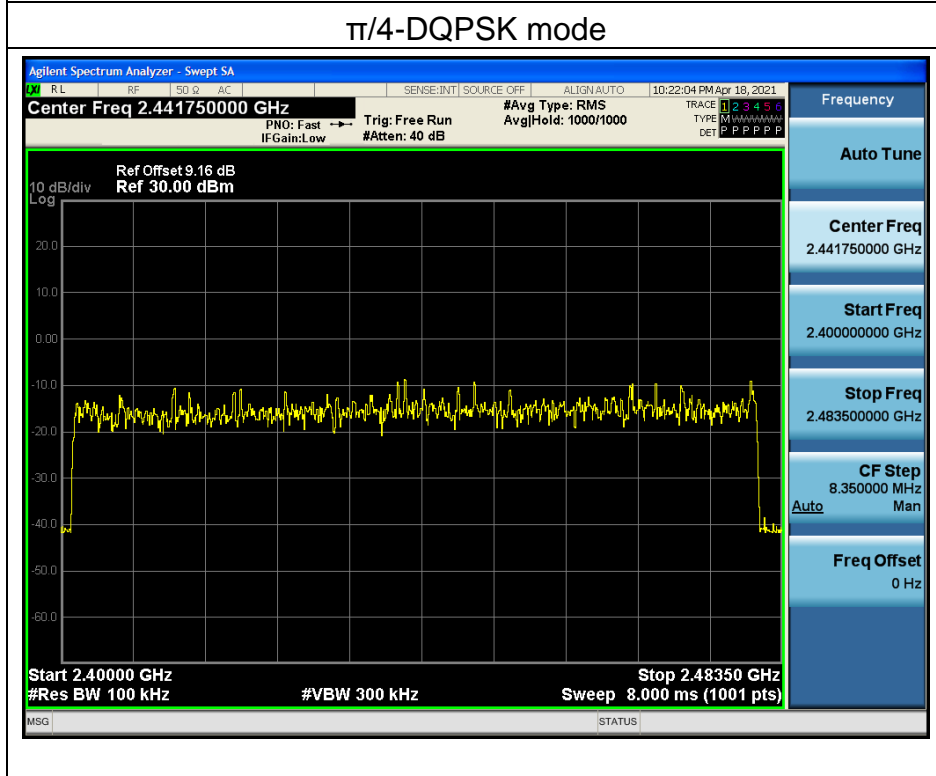 π/4-DQPSK mode
Agilent Spectrum Analyzer - Swept SA
LXI RL RF 50 Ω AC SENSE:INT SOURCE OFF ALIGN AUTO 10:22:04 PM Apr 18, 2021
Center Freq 2.441750000 GHz #Avg Type: RMS TRACE 1 2 3 4 5 6
PNO: Fast Trig: Free Run Avg|Hold: 1000/1000 TYPE M WWWWW
IFGain:Low #Atten: 40 dB DET P P P P P P
Frequency
Auto Tune
Center Freq
2.441750000 GHz
Start Freq
2.400000000 GHz
Stop Freq
2.483500000 GHz
CF Step
8.350000 MHz
Auto Man
Freq Offset
0 Hz
Ref Offset 9.16 dB
10 dB/div Ref 30.00 dBm
Log
20.0
10.0
0.00
-10.0
-20.0
-30.0
-40.0
-50.0
-60.0
Start 2.40000 GHz Stop 2.48350 GHz
#Res BW 100 kHz #VBW 300 kHz Sweep 8.000 ms (1001 pts)
MSG STATUS